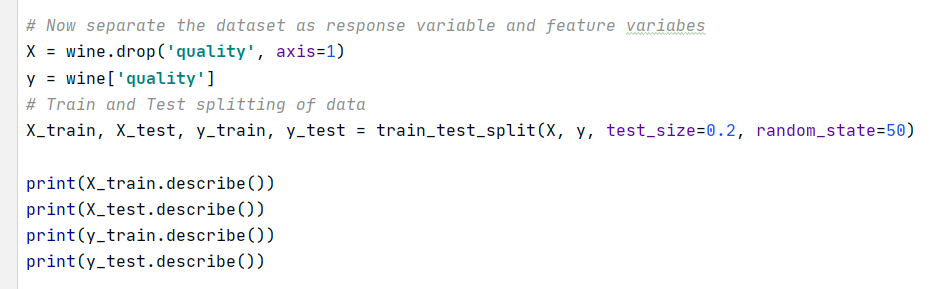 # Now separate the dataset as response variable and feature variabes
X = wine.drop('quality', axis=1)
y = wine['quality']
# Train and Test splitting of data
X_train, X_test, y_train, y_test = train_test_split(X, y, test_size=0.2, random_state=50)
print(X_train.describe())
print(X_test.describe())
print(y_train.describe())
print(y_test.describe())